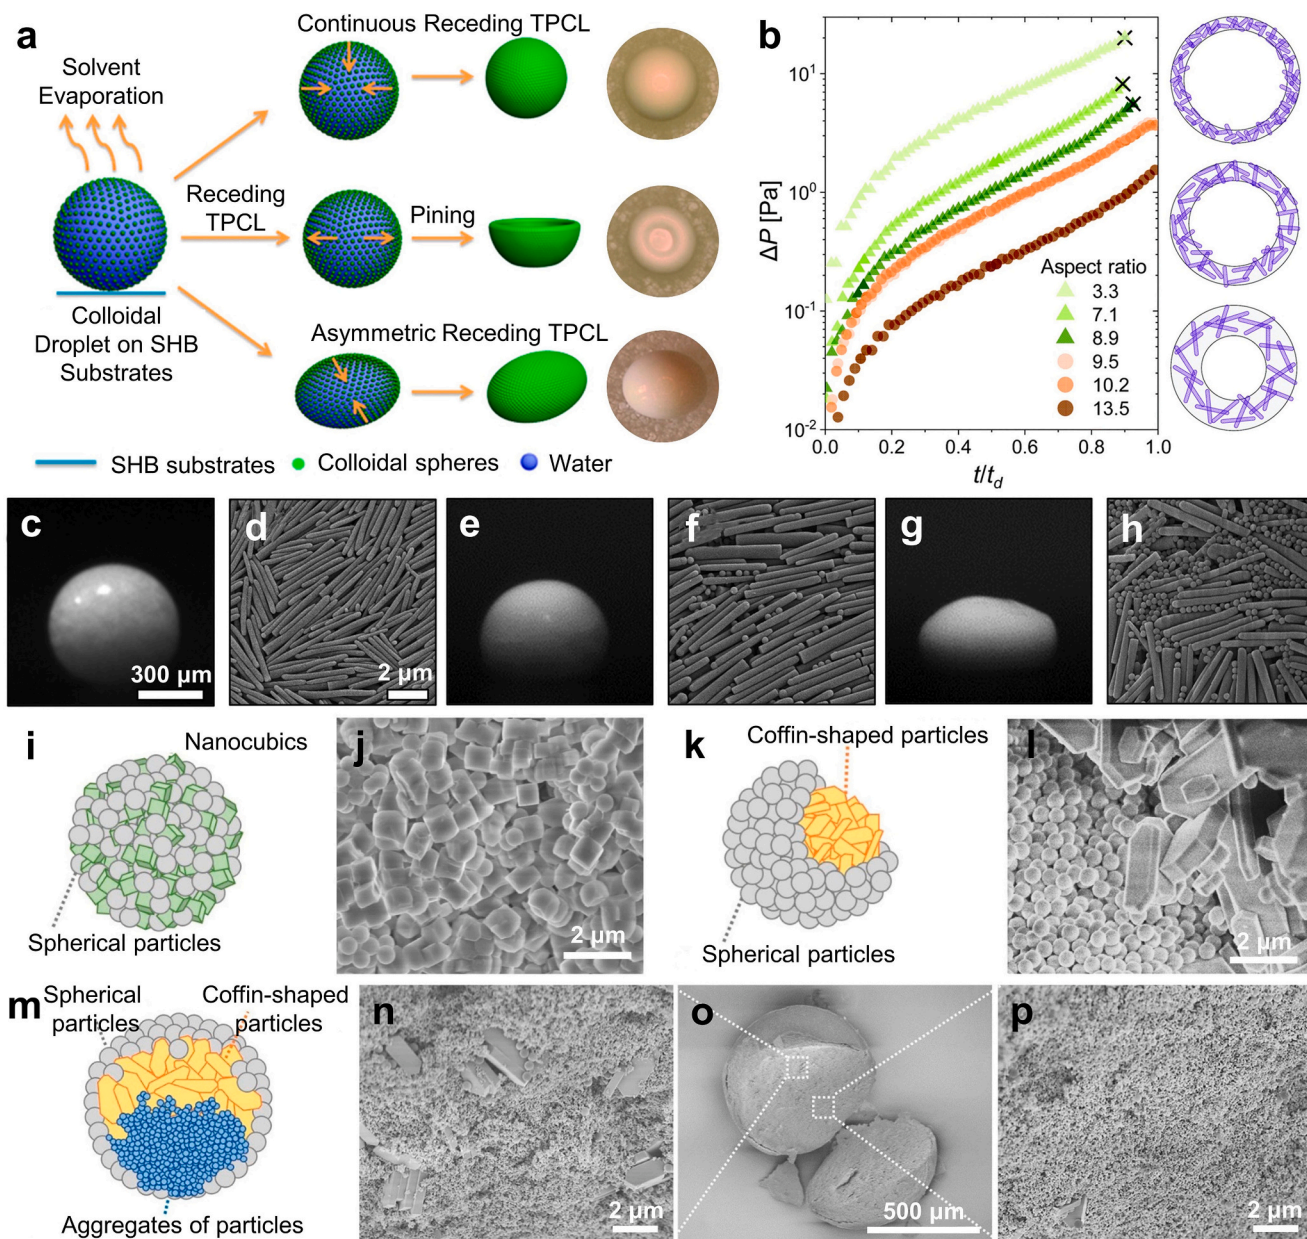 a
Continuous Receding TPCL
Solvent
Evaporation
Receding
TPCL
Pining
Colloidal
Droplet on SHB
Substrates
Asymmetric Receding TPCL
SHB substrates
Colloidal spheres
Water
b
ΔP [Pa]
10¹
10⁰
10⁻¹
10⁻²
0.0
0.2
0.4
0.6
0.8
1.0
t/t_d
Aspect ratio
3.3
7.1
8.9
9.5
10.2
13.5
c
300 µm
d
2 µm
e
f
g
h
i
Nanocubics
Spherical particles
j
2 µm
k
Coffin-shaped particles
Spherical particles
l
2 µm
m
Spherical
particles
Coffin-shaped
particles
Aggregates of particles
n
2 µm
o
500 µm
p
2 µm